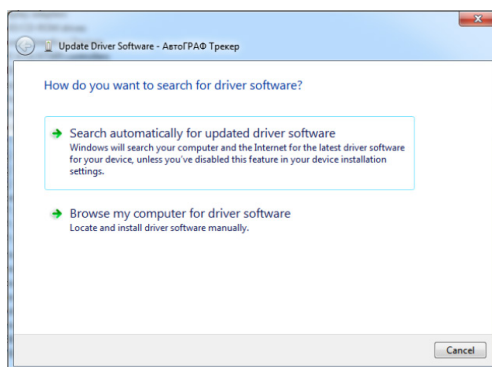 Update Driver Software - АвтоГРАФ Трекер
How do you want to search for driver software?
Search automatically for updated driver software
Windows will search your computer and the Internet for the latest driver software
for your device, unless you've disabled this feature in your device installation
settings.
Browse my computer for driver software
Locate and install driver software manually.
Cancel